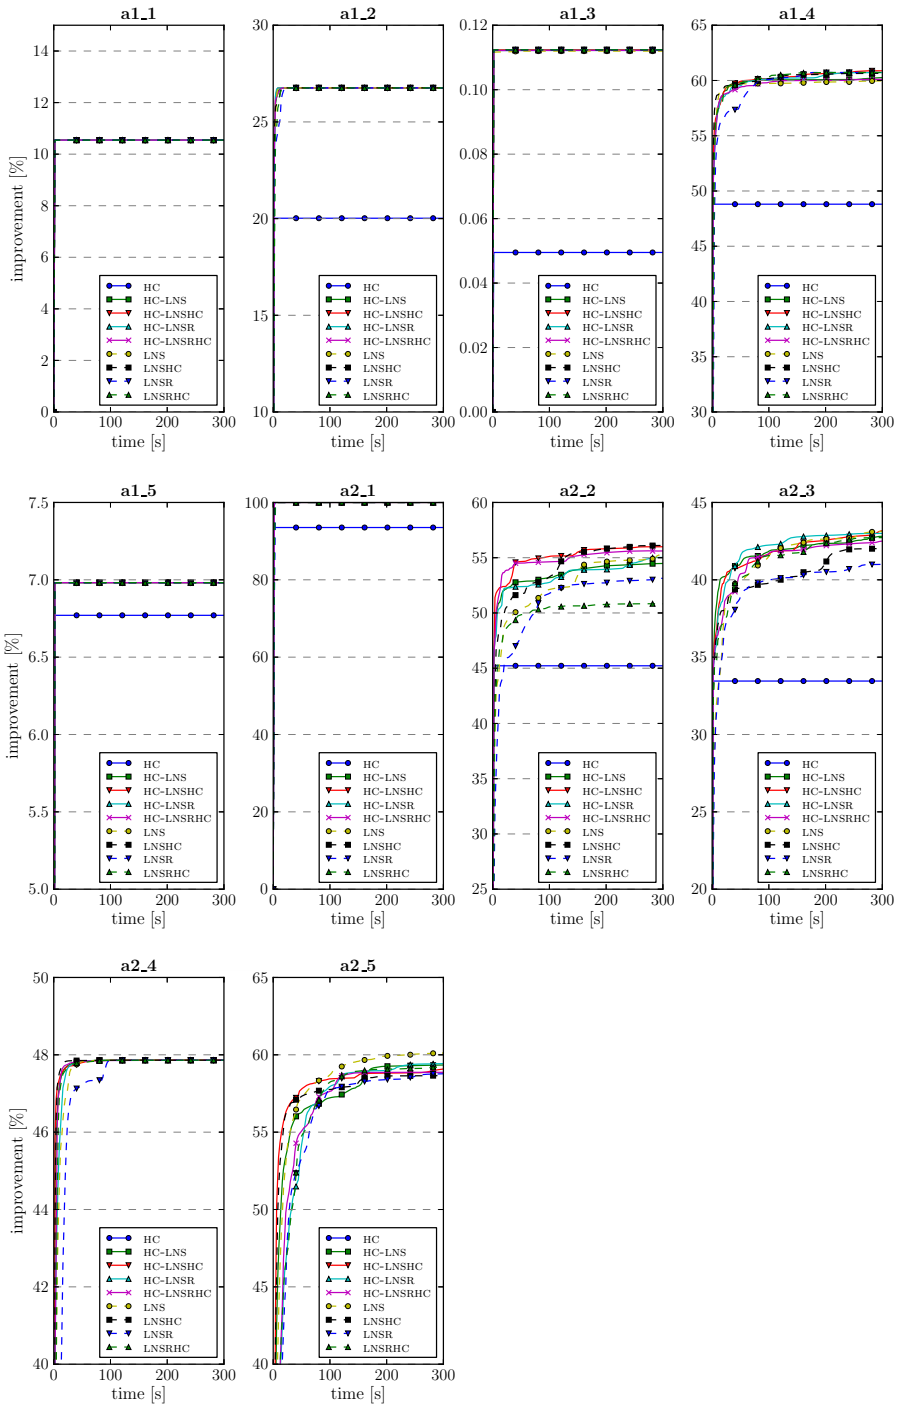 a1_1
a1_2
a1_3
a1_4
improvement [%]
14
12
10
8
6
4
2
0
0
100
200
300
time [s]
HC
HC-LNS
HC-LNSHC
HC-LNSR
HC-LNSRHC
LNS
LNSHC
LNSR
LNSRHC
30
25
20
15
10
0
100
200
300
time [s]
HC
HC-LNS
HC-LNSHC
HC-LNSR
HC-LNSRHC
LNS
LNSHC
LNSR
LNSRHC
0.12
0.10
0.08
0.06
0.04
0.02
0.00
0
100
200
300
time [s]
HC
HC-LNS
HC-LNSHC
HC-LNSR
HC-LNSRHC
LNS
LNSHC
LNSR
LNSRHC
65
60
55
50
45
40
35
30
0
100
200
300
time [s]
HC
HC-LNS
HC-LNSHC
HC-LNSR
HC-LNSRHC
LNS
LNSHC
LNSR
LNSRHC
a1_5
a2_1
a2_2
a2_3
improvement [%]
7.5
7.0
6.5
6.0
5.5
5.0
0
100
200
300
time [s]
HC
HC-LNS
HC-LNSHC
HC-LNSR
HC-LNSRHC
LNS
LNSHC
LNSR
LNSRHC
100
80
60
40
20
0
0
100
200
300
time [s]
HC
HC-LNS
HC-LNSHC
HC-LNSR
HC-LNSRHC
LNS
LNSHC
LNSR
LNSRHC
60
55
50
45
40
35
30
25
0
100
200
300
time [s]
HC
HC-LNS
HC-LNSHC
HC-LNSR
HC-LNSRHC
LNS
LNSHC
LNSR
LNSRHC
45
40
35
30
25
20
0
100
200
300
time [s]
HC
HC-LNS
HC-LNSHC
HC-LNSR
HC-LNSRHC
LNS
LNSHC
LNSR
LNSRHC
a2_4
a2_5
improvement [%]
50
48
46
44
42
40
0
100
200
300
time [s]
HC
HC-LNS
HC-LNSHC
HC-LNSR
HC-LNSRHC
LNS
LNSHC
LNSR
LNSRHC
65
60
55
50
45
40
0
100
200
300
time [s]
HC
HC-LNS
HC-LNSHC
HC-LNSR
HC-LNSRHC
LNS
LNSHC
LNSR
LNSRHC